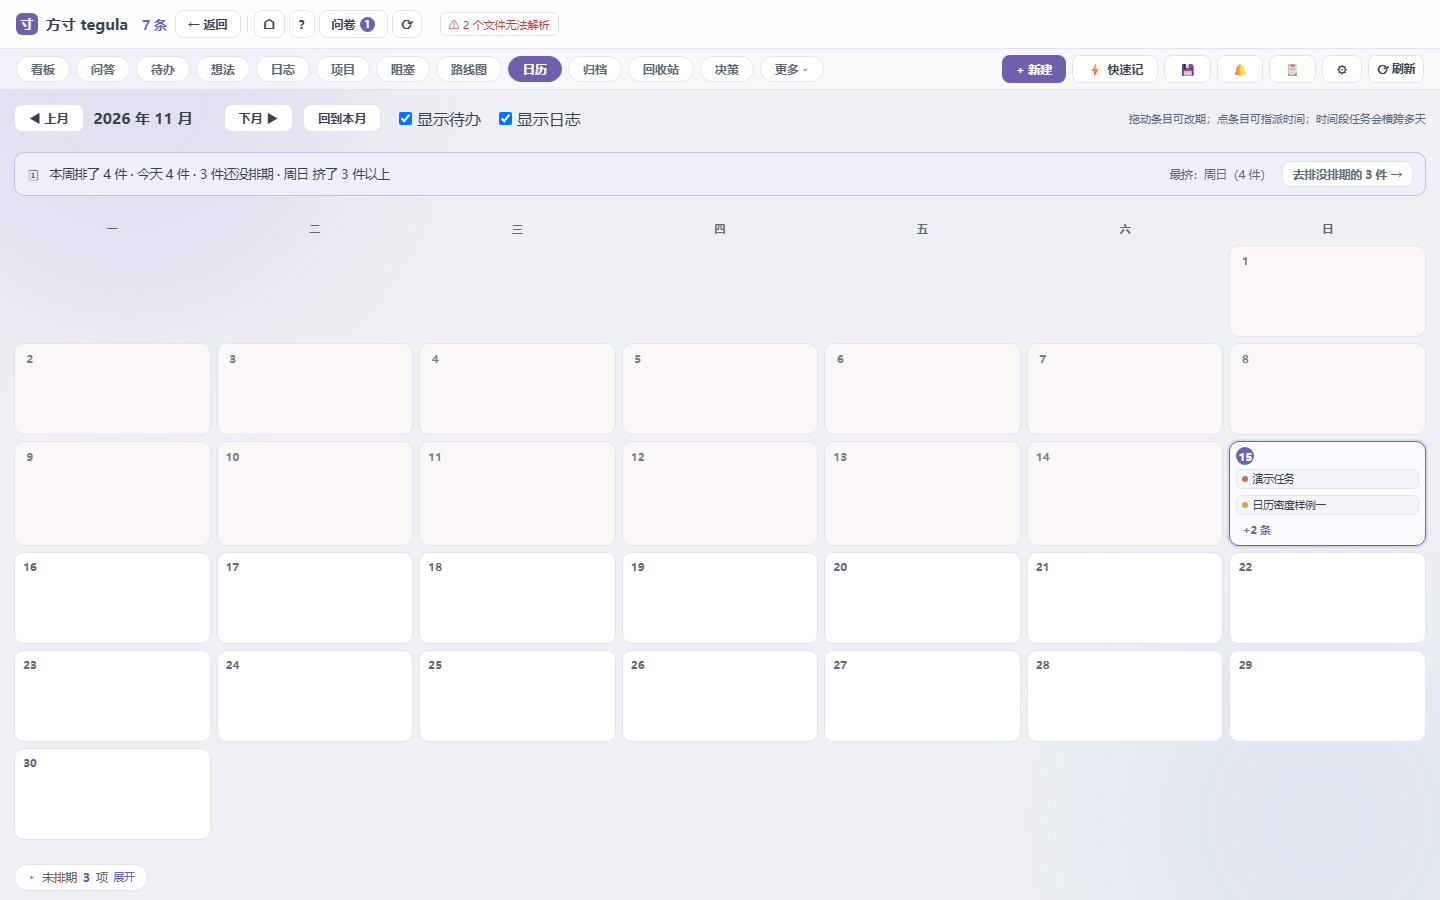 寸 方寸 tegula 7 条 ← 返回 ? 问卷 1 ⚠ 2 个文件无法解析
看板 问答 待办 想法 日志 项目 阻塞 路线图 日历 归档 回收站 决策 更多 + 新建 快速记 刷新
◀ 上月 2026 年 11 月 下月 ▶ 回到本月 显示待办 显示日志 拖动条目可改期；点条目可指派时间；时间段任务会横跨多天
本周排了 4 件 · 今天 4 件 · 3 件还没排期 · 周日 挤了 3 件以上 最挤：周日（4 件） 去排没排期的 3 件 →
一 二 三 四 五 六 日
1
2 3 4 5 6 7 8
9 10 11 12 13 14 15
演示任务
日历密度样例一
+2 条
16 17 18 19 20 21 22
23 24 25 26 27 28 29
30
未排期 3 项 展开